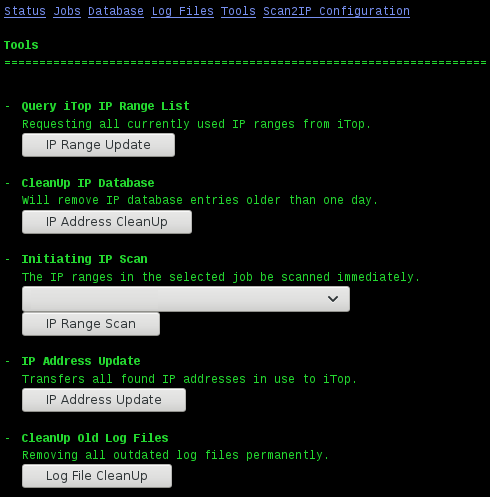 Status Jobs Database Log Files Tools Scan2IP Configuration
Tools
=====================================================================
- Query iTop IP Range List
Requesting all currently used IP ranges from iTop.
IP Range Update
- CleanUp IP Database
Will remove IP database entries older than one day.
IP Address CleanUp
- Initiating IP Scan
The IP ranges in the selected job be scanned immediately.
IP Range Scan
- IP Address Update
Transfers all found IP addresses in use to iTop.
IP Address Update
- CleanUp Old Log Files
Removing all outdated log files permanently.
Log File CleanUp